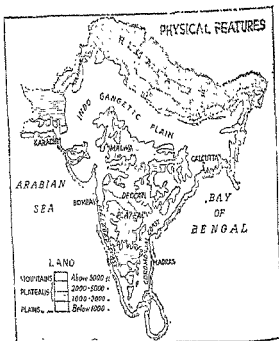 PHYSICAL FEATURES
INDO GANGETIC PLAIN
KARACHI
MALWA
CALCUTTA
ARABIAN
SEA
BOMBAY
DECCAN
PLATEAU
BAY
OF
BENGAL
MADRAS
LAND
MOUNTAINS Above 5000 ft
PLATEAUS 2000-5000 "
1000-2000 "
PLAINS Below 1000 "